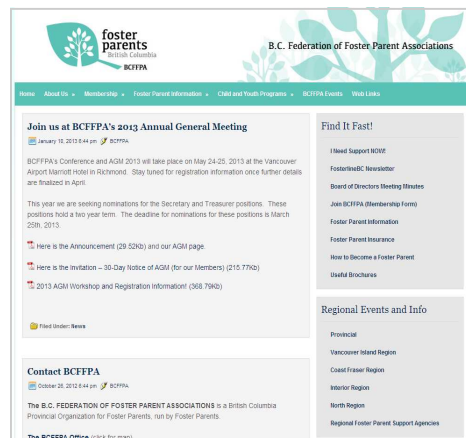 foster
parents
British Columbia
BCFFPA
B.C. Federation of Foster Parent Associations
Home About Us Membership Foster Parent Information Child and Youth Programs BCFFPA Events Web Links
Join us at BCFFPA's 2013 Annual General Meeting
January 10, 2013 8:44 pm BCFFPA
BCFFPA's Conference and AGM 2013 will take place on May 24-25, 2013 at the Vancouver
Airport Marriott Hotel in Richmond. Stay tuned for registration information once further details
are finalized in April.
This year we are seeking nominations for the Secretary and Treasurer positions. These
positions hold a two year term. The deadline for nominations for these positions is March
25th, 2013.
Here is the Announcement (29.52Kb) and our AGM page.
Here is the Invitation – 30-Day Notice of AGM (for our Members) (215.77Kb)
2013 AGM Workshop and Registration Information! (368.79Kb)
Filed Under: News
Contact BCFFPA
October 26, 2012 8:44 pm BCFFPA
The B.C. FEDERATION OF FOSTER PARENT ASSOCIATIONS is a British Columbia
Provincial Organization for Foster Parents, run by Foster Parents.
The BCFFPA Office (click for map)
Find It Fast!
I Need Support NOW!
FosterlineBC Newsletter
Board of Directors Meeting Minutes
Join BCFFPA (Membership Form)
Foster Parent Information
Foster Parent Insurance
How to Become a Foster Parent
Useful Brochures
Regional Events and Info
Provincial
Vancouver Island Region
Coast Fraser Region
Interior Region
North Region
Regional Foster Parent Support Agencies